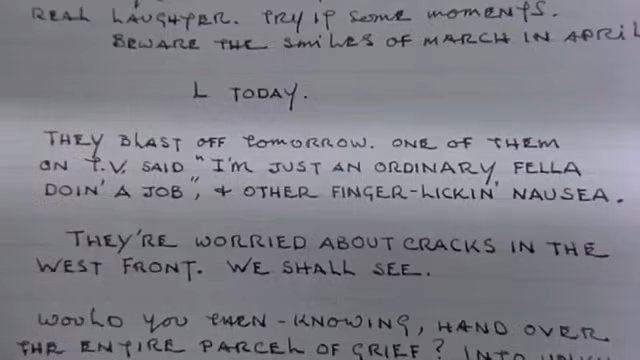 REAL LAUGHTER. TRY IT SOME MOMENTS.
BEWARE THE SMILES OF MARCH IN APRIL
L TODAY.
THEY BLAST OFF TOMORROW. ONE OF THEM
ON T.V. SAID "I'M JUST AN ORDINARY FELLA
DOIN' A JOB", & OTHER FINGER-LICKIN' NAUSEA.
THEY'RE WORRIED ABOUT CRACKS IN THE
WEST FRONT. WE SHALL SEE.
WOULD YOU THEN - KNOWING, HAND OVER
THE ENTIRE PARCEL OF GRIEF? INTO